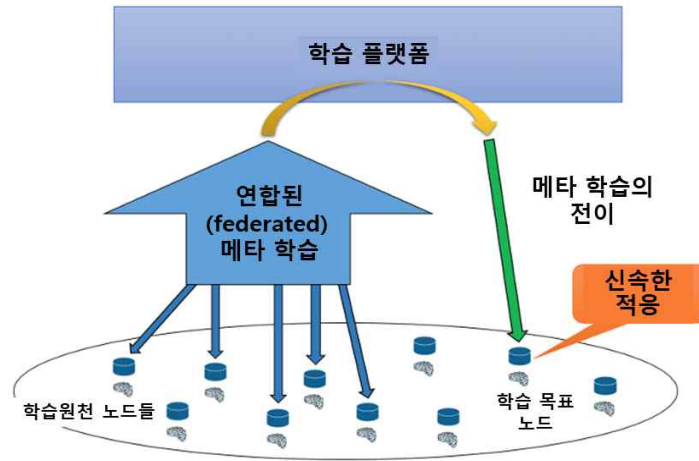 학습 플랫폼
연합된
(federated)
메타 학습
메타 학습의
전이
신속한
적응
학습원천 노드들
학습 목표
노드